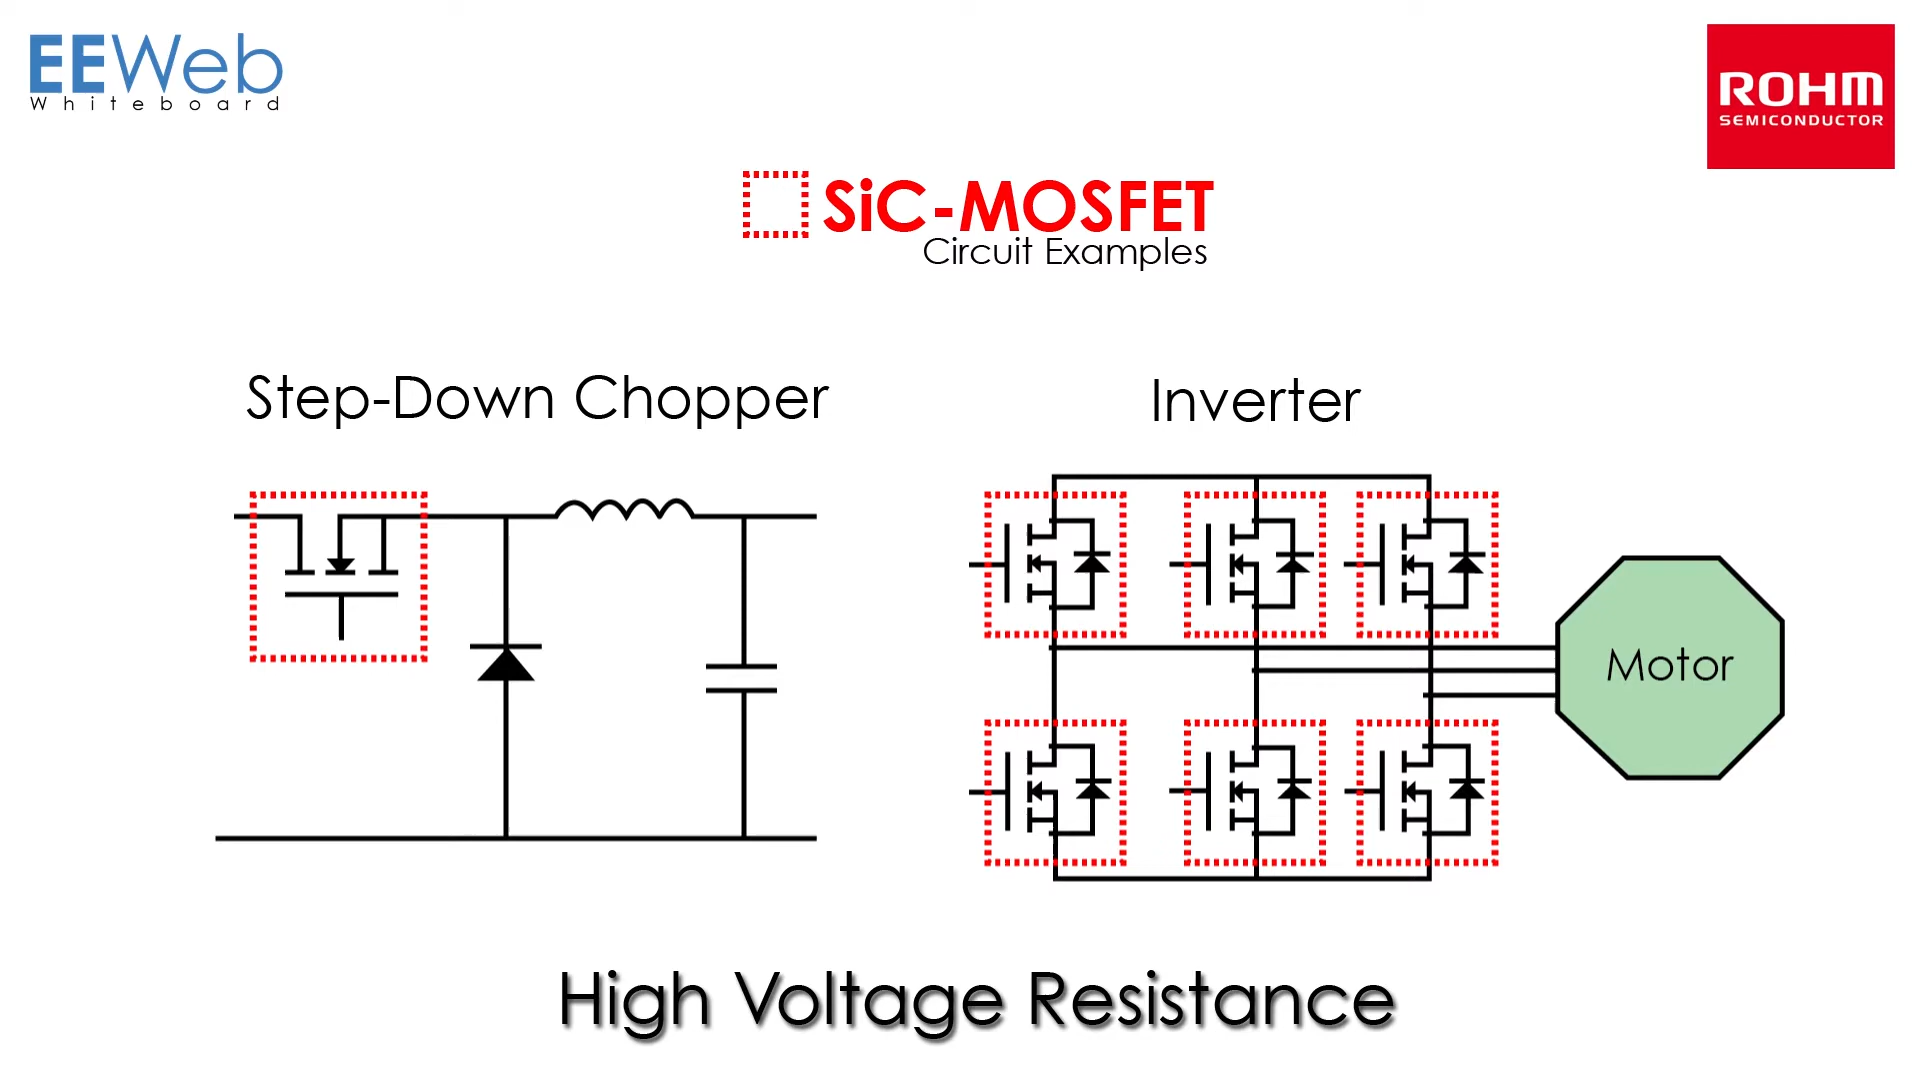 EEWeb
Whiteboard
ROHM
SEMICONDUCTOR
SiC-MOSFET
Circuit Examples
Step-Down Chopper
Inverter
Motor
High Voltage Resistance